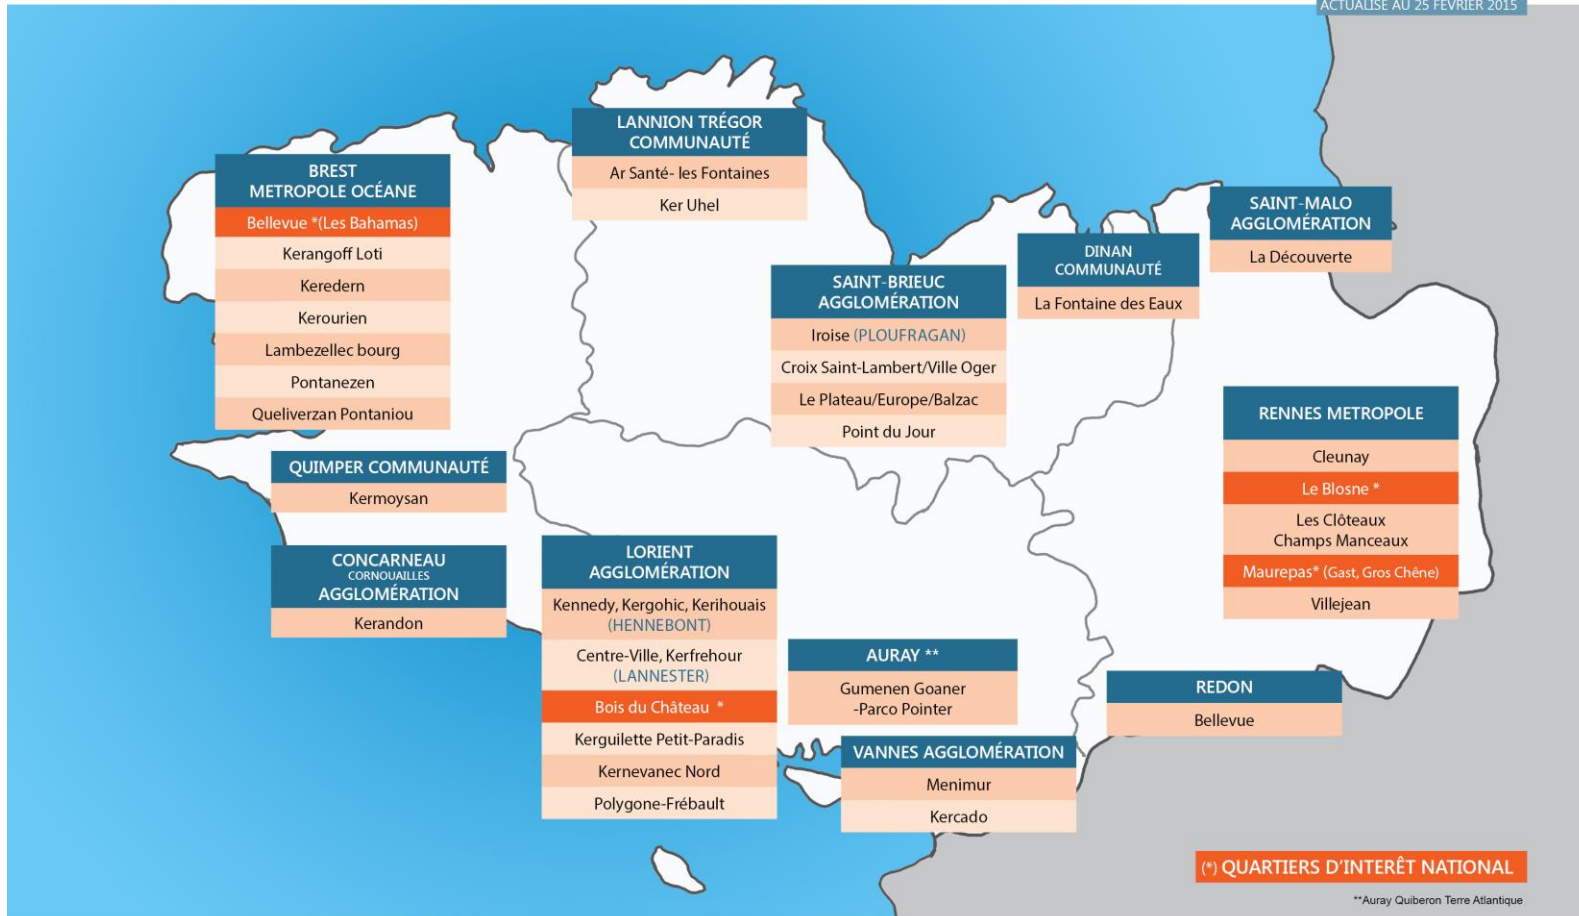 ACTUALISÉ AU 25 FÉVRIER 2015
LANNION TRÉGOR
COMMUNAUTÉ
Ar Santé- les Fontaines
Ker Uhel
BREST
METROPOLE OCÉANE
Bellevue *(Les Bahamas)
Kerangoff Loti
Keredern
Kerourien
Lambezellec bourg
Pontanezen
Queliverzan Pontaniou
SAINT-MALO
AGGLOMÉRATION
La Découverte
DINAN
COMMUNAUTÉ
La Fontaine des Eaux
SAINT-BRIEUC
AGGLOMÉRATION
Iroise (PLOUFRAGAN)
Croix Saint-Lambert/Ville Oger
Le Plateau/Europe/Balzac
Point du Jour
RENNES METROPOLE
Cleunay
Le Blosne *
Les Clôteaux
Champs Manceaux
Maurepas* (Gast, Gros Chêne)
Villejean
QUIMPER COMMUNAUTÉ
Kermoysan
CONCARNEAU
CORNOUAILLES
AGGLOMÉRATION
Kerandon
LORIENT
AGGLOMÉRATION
Kennedy, Kergohic, Kerihouais
(HENNEBONT)
Centre-Ville, Kerfrehour
(LANNESTER)
Bois du Château *
Kerguilette Petit-Paradis
Kernevanec Nord
Polygone-Frébault
AURAY **
Gumenen Goaner
-Parco Pointer
VANNES AGGLOMÉRATION
Menimur
Kercado
REDON
Bellevue
(*) QUARTIERS D'INTERÊT NATIONAL
**Auray Quiberon Terre Atlantique